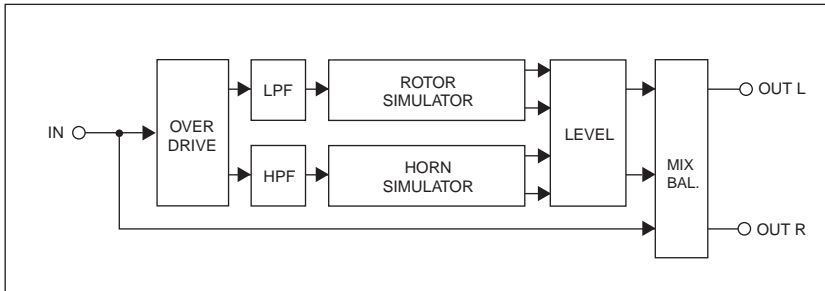 IN
OVER
DRIVE
LPF
HPF
ROTOR
SIMULATOR
HORN
SIMULATOR
LEVEL
MIX
BAL.
OUT L
OUT R